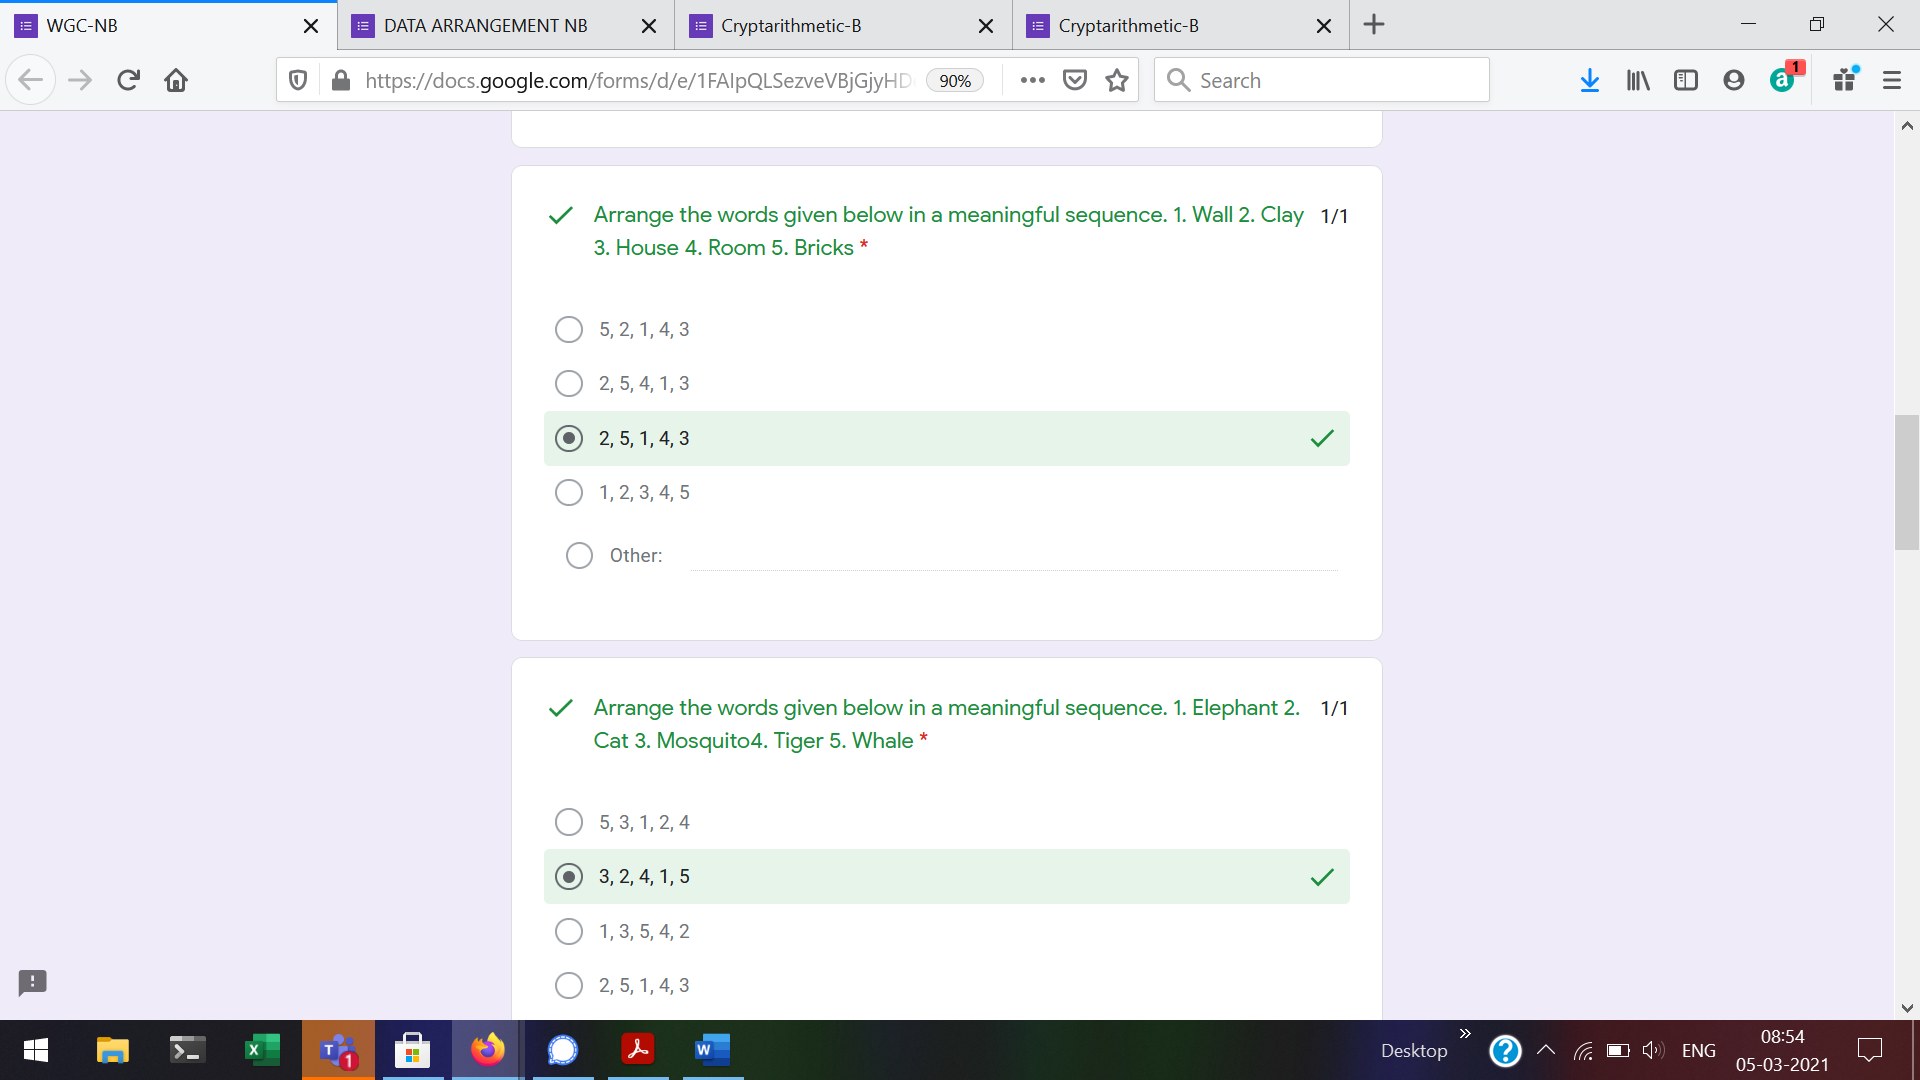 WGC-NB
DATA ARRANGEMENT NB
Cryptarithmetic-B
Cryptarithmetic-B
https://docs.google.com/forms/d/e/1FAIpQLSezveVBjGjyHD
90%
Search
1
Arrange the words given below in a meaningful sequence. 1. Wall 2. Clay 1/1
3. House 4. Room 5. Bricks *
5, 2, 1, 4, 3
2, 5, 4, 1, 3
2, 5, 1, 4, 3
1, 2, 3, 4, 5
Other:
Arrange the words given below in a meaningful sequence. 1. Elephant 2. 1/1
Cat 3. Mosquito4. Tiger 5. Whale *
5, 3, 1, 2, 4
3, 2, 4, 1, 5
1, 3, 5, 4, 2
2, 5, 1, 4, 3
1
Desktop
ENG
08:54
05-03-2021